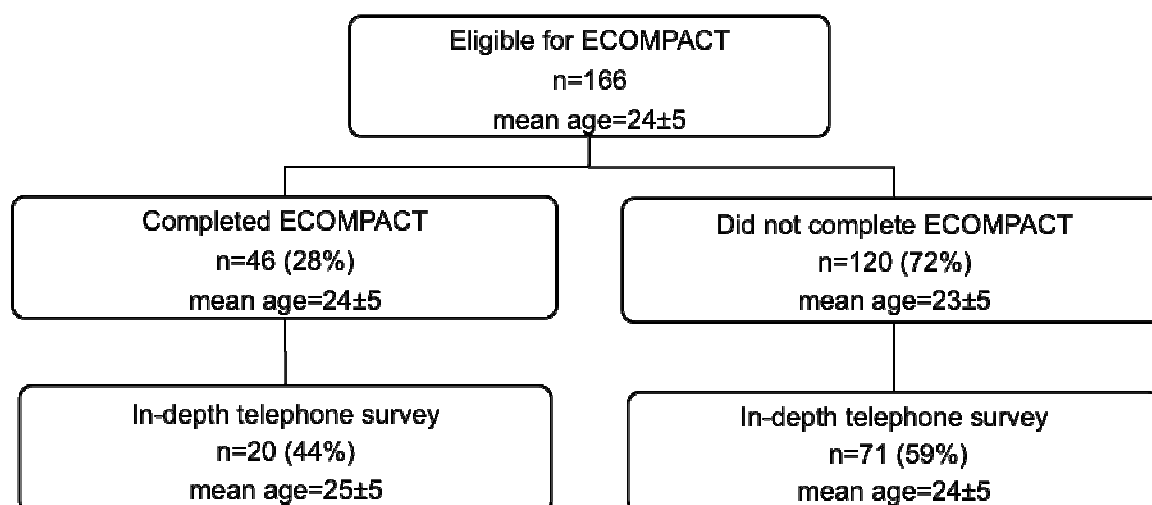 Eligible for ECOMPACT
n=166
mean age=24±5
Completed ECOMPACT
n=46 (28%)
mean age=24±5
Did not complete ECOMPACT
n=120 (72%)
mean age=23±5
In-depth telephone survey
n=20 (44%)
mean age=25±5
In-depth telephone survey
n=71 (59%)
mean age=24±5